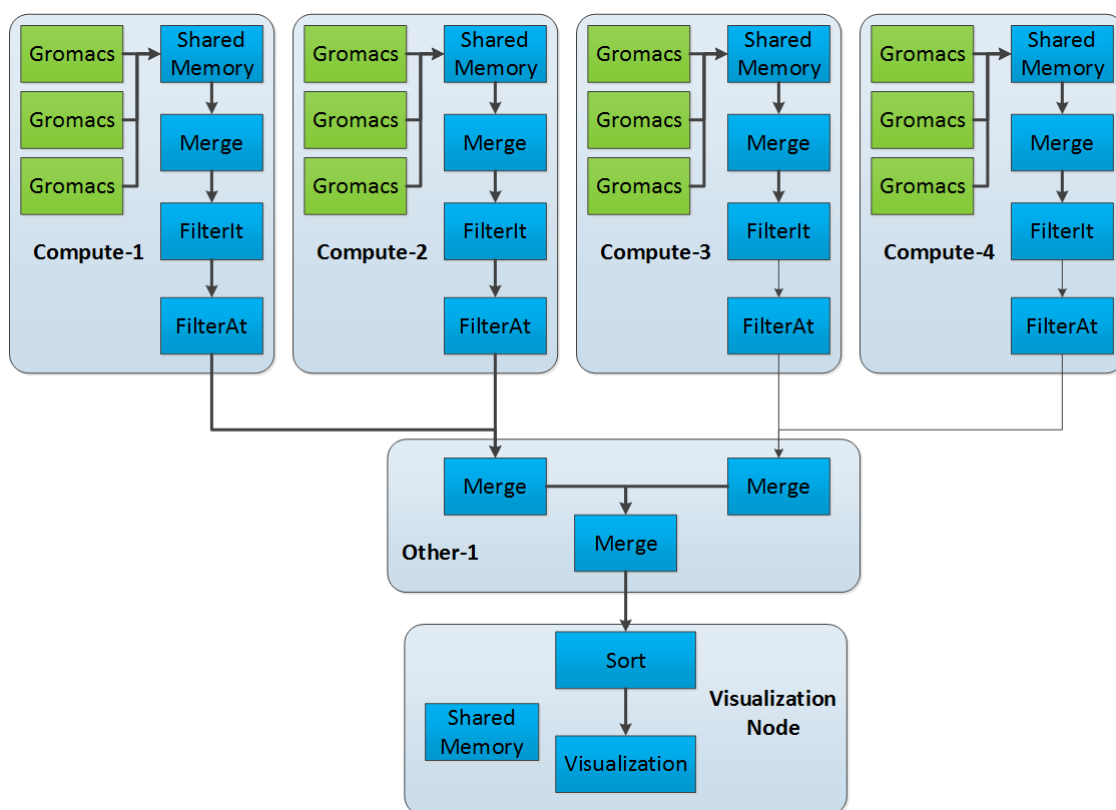 Gromacs
Gromacs
Gromacs
Shared
Memory
Merge
FilterIt
FilterAt
Compute-1
Gromacs
Gromacs
Gromacs
Shared
Memory
Merge
FilterIt
FilterAt
Compute-2
Gromacs
Gromacs
Gromacs
Shared
Memory
Merge
FilterIt
FilterAt
Compute-3
Gromacs
Gromacs
Gromacs
Shared
Memory
Merge
FilterIt
FilterAt
Compute-4
Merge
Merge
Merge
Other-1
Sort
Shared
Memory
Visualization
Visualization
Node